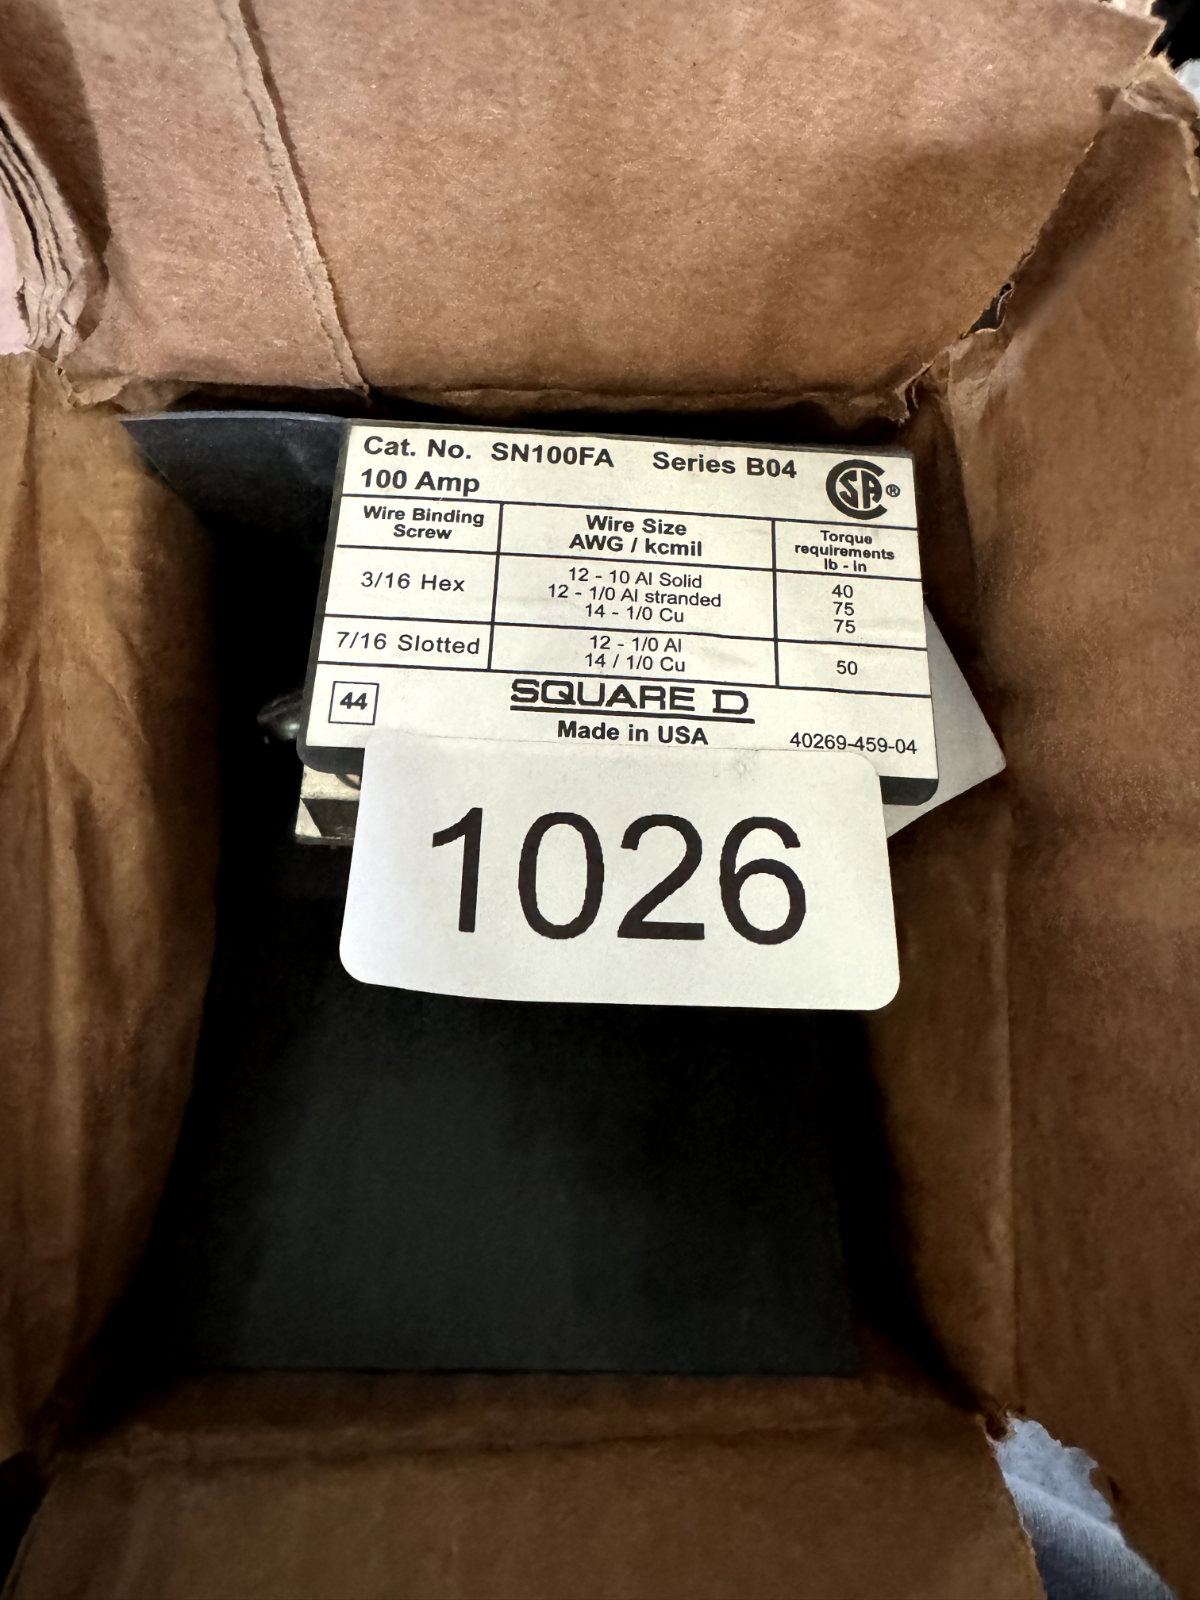 Cat. No. SN100FA Series B04
100 Amp
CSA®
Wire Binding Screw
Wire Size AWG / kcmil
Torque requirements lb - in
3/16 Hex
12 - 10 Al Solid
40
12 - 1/0 Al stranded
75
14 - 1/0 Cu
75
7/16 Slotted
12 - 1/0 Al
14 / 1/0 Cu
50
44
SQUARE D
Made in USA
40269-459-04
1026